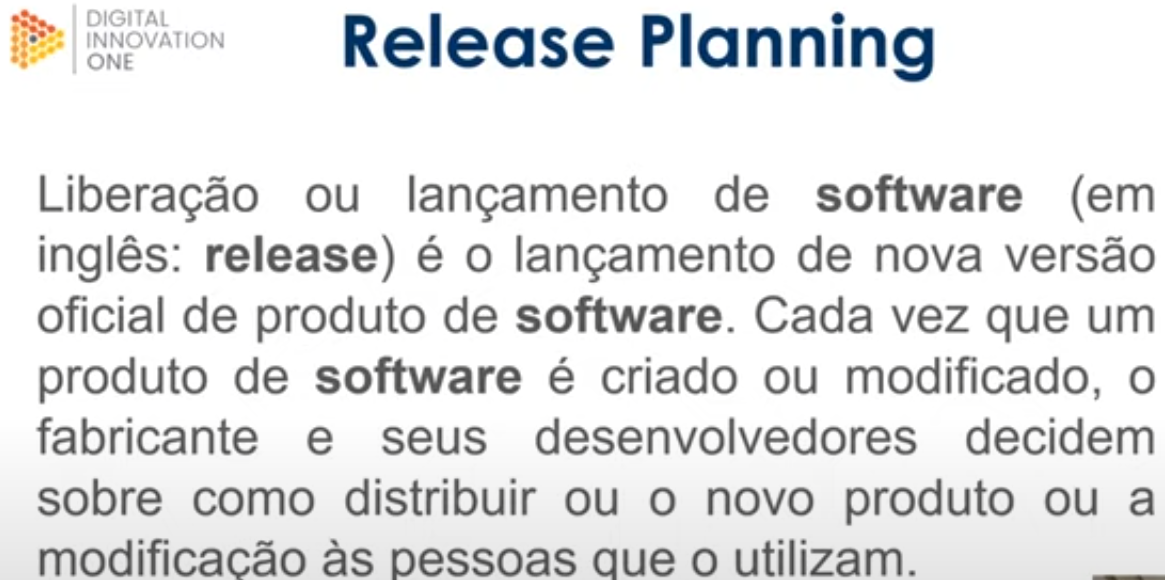 DIGITAL
INNOVATION
ONE
Release Planning
Liberação ou lançamento de software (em
inglês: release) é o lançamento de nova versão
oficial de produto de software. Cada vez que um
produto de software é criado ou modificado, o
fabricante e seus desenvolvedores decidem
sobre como distribuir ou o novo produto ou a
modificação às pessoas que o utilizam.